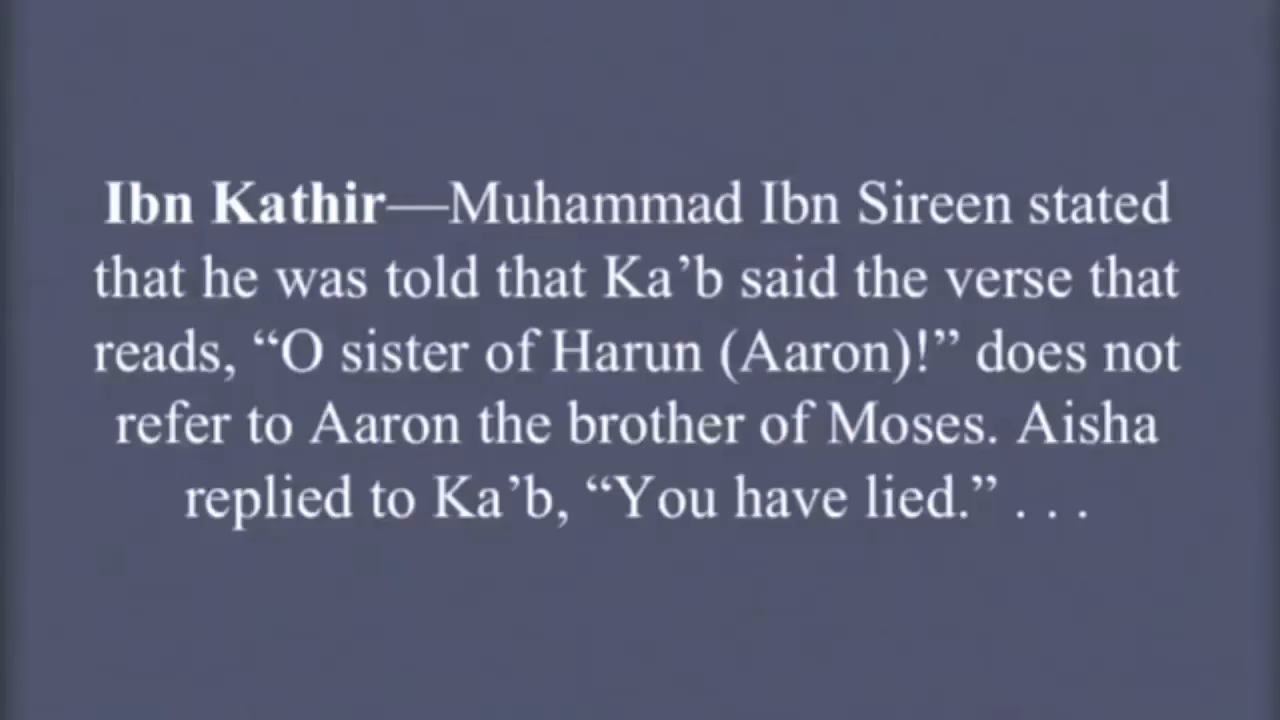 Ibn Kathir—Muhammad Ibn Sireen stated
that he was told that Ka’b said the verse that
reads, “O sister of Harun (Aaron)!” does not
refer to Aaron the brother of Moses. Aisha
replied to Ka’b, “You have lied.” . . .